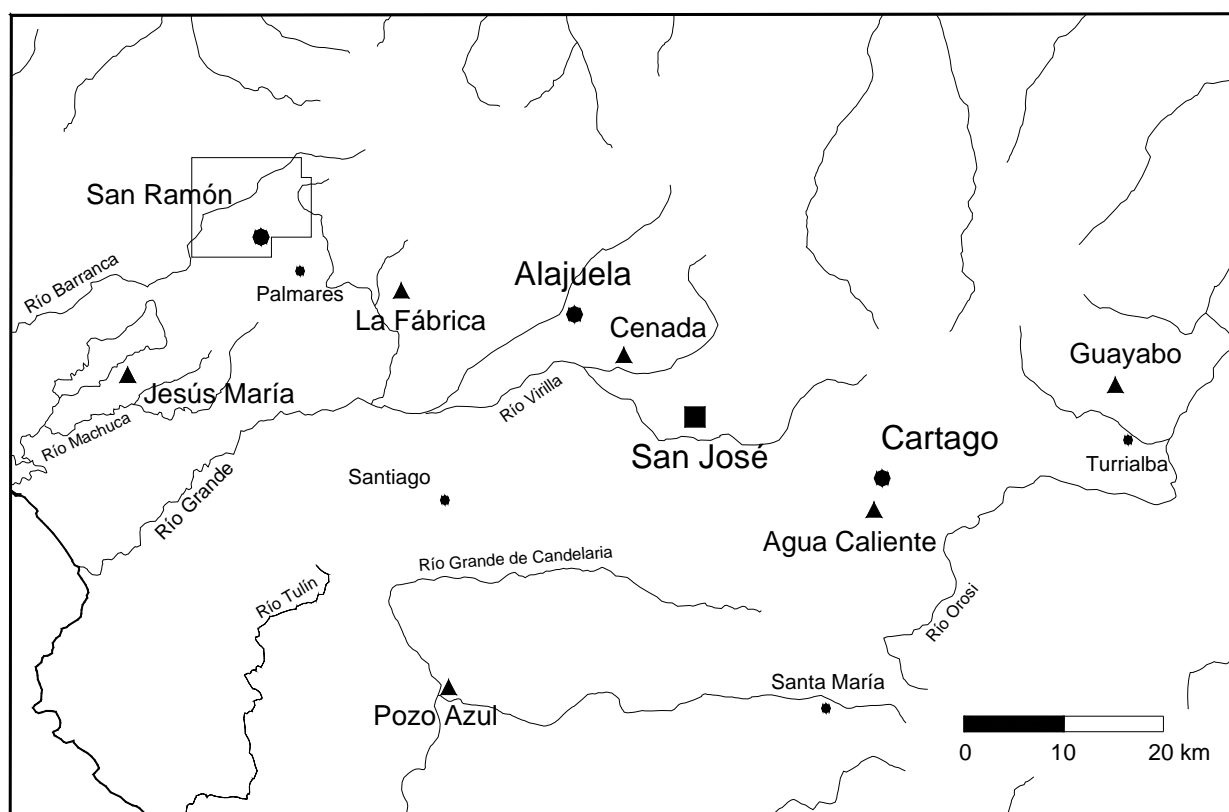 San Ramón
Río Barranca
Palmares
Alajuela
La Fábrica
Cenada
Guayabo
Jesús María
Río Machuca
Río Virilla
San José
Cartago
Turrialba
Río Grande
Santiago
Agua Caliente
Río Grande de Candelaria
Río Tulín
Río Orosi
Santa María
Pozo Azul
0 10 20 km